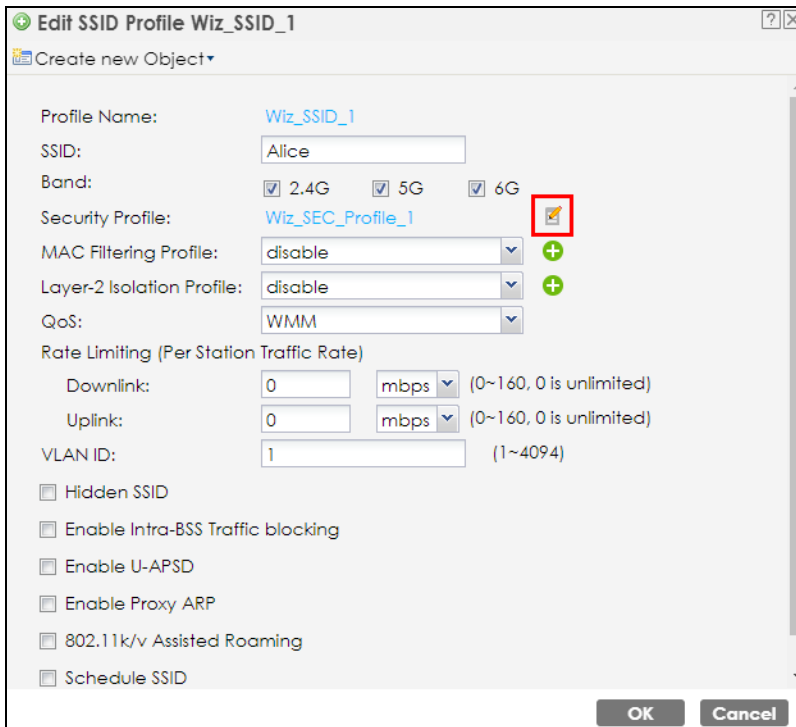 Edit SSID Profile Wiz_SSID_1
Create new Object
Profile Name: Wiz_SSID_1
SSID: Alice
Band: 2.4G 5G 6G
Security Profile: Wiz_SEC_Profile_1
MAC Filtering Profile: disable
Layer-2 Isolation Profile: disable
QoS: WMM
Rate Limiting (Per Station Traffic Rate)
Downlink: 0 mbps (0~160, 0 is unlimited)
Uplink: 0 mbps (0~160, 0 is unlimited)
VLAN ID: 1 (1~4094)
Hidden SSID
Enable Intra-BSS Traffic blocking
Enable U-APSD
Enable Proxy ARP
802.11k/v Assisted Roaming
Schedule SSID
OK Cancel